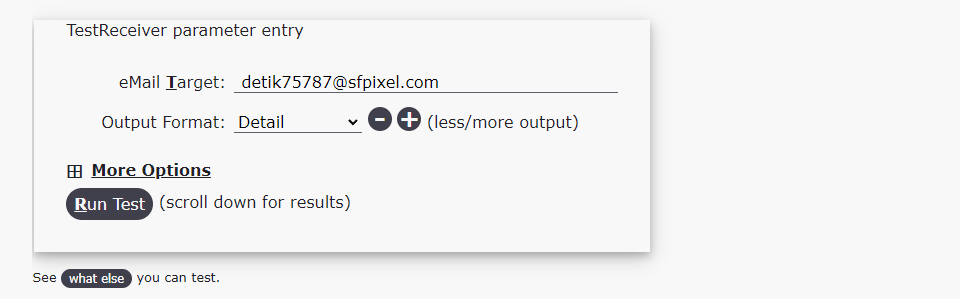 TestReceiver parameter entry
eMail Target: detik75787@sfpixel.com
Output Format: Detail - + (less/more output)
More Options
Run Test (scroll down for results)
See what else you can test.